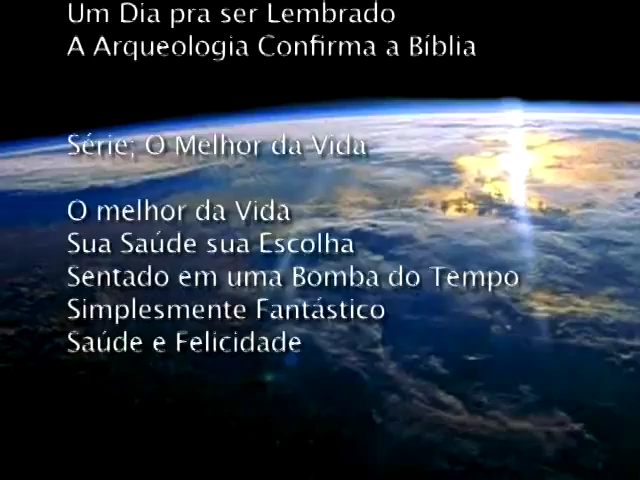 Um Dia pra ser Lembrado
A Arqueologia Confirma a Bíblia
Série; O Melhor da Vida
O melhor da Vida
Sua Saúde sua Escolha
Sentado em uma Bomba do Tempo
Simplesmente Fantástico
Saúde e Felicidade